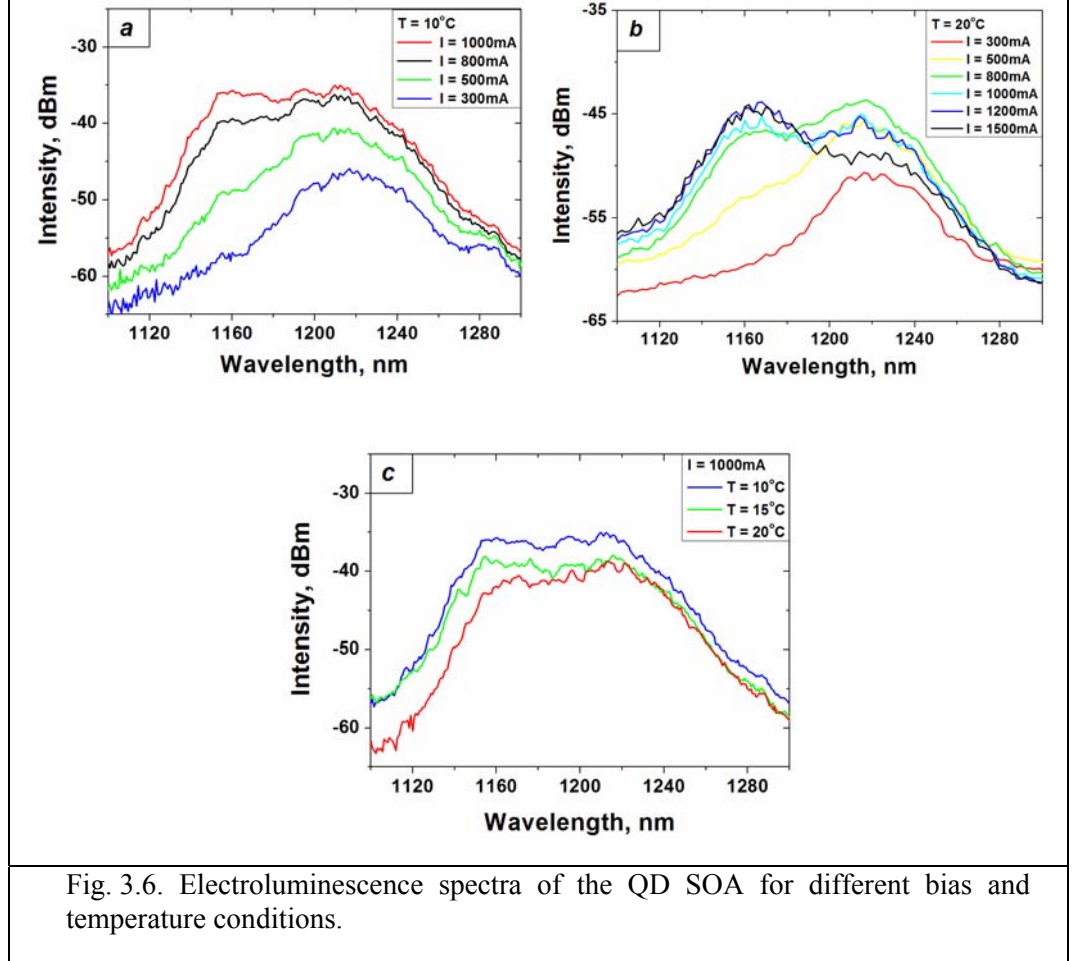 a
T = 10°C
I = 1000mA
I = 800mA
I = 500mA
I = 300mA
-30
-40
-50
-60
Intensity, dBm
1120 1160 1200 1240 1280
Wavelength, nm
b
T = 20°C
I = 300mA
I = 500mA
I = 800mA
I = 1000mA
I = 1200mA
I = 1500mA
-35
-45
-55
-65
Intensity, dBm
1120 1160 1200 1240 1280
Wavelength, nm
c
I = 1000mA
T = 10°C
T = 15°C
T = 20°C
-30
-40
-50
-60
Intensity, dBm
1120 1160 1200 1240 1280
Wavelength, nm
Fig. 3.6. Electroluminescence spectra of the QD SOA for different bias and
temperature conditions.